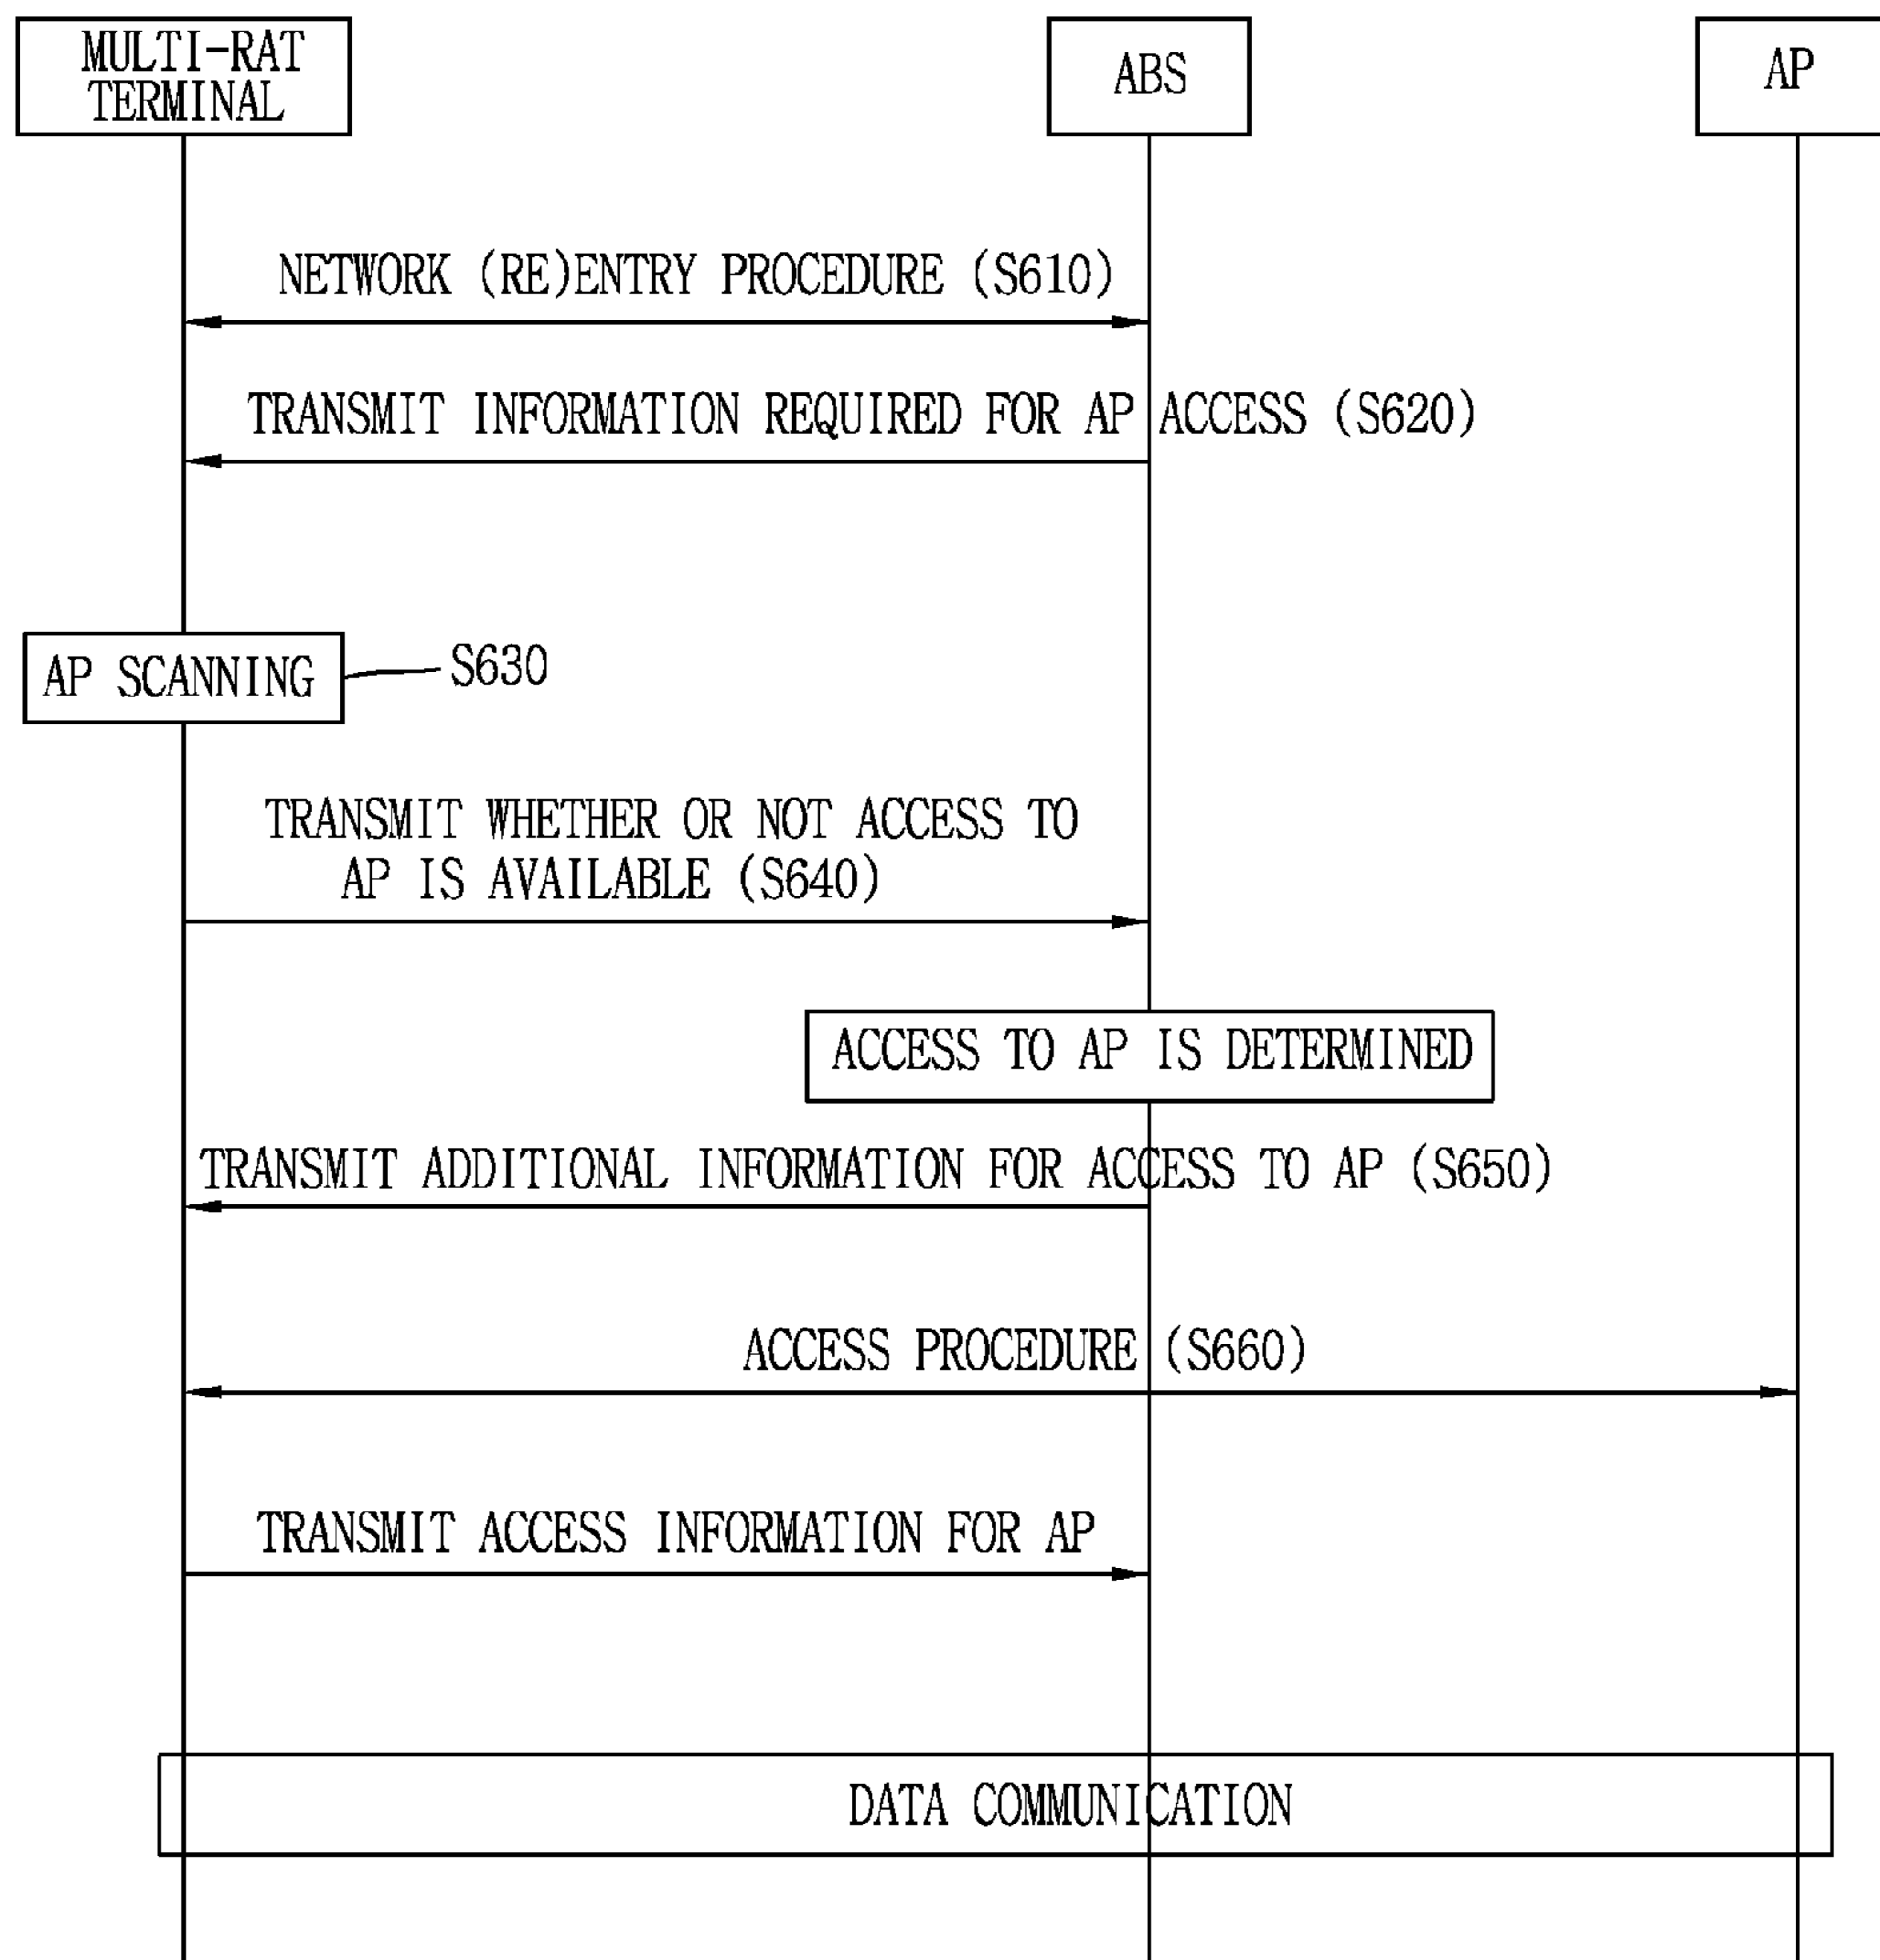 MULTI-RAT
TERMINAL
ABS
AP
NETWORK (RE)ENTRY PROCEDURE (S610)
TRANSMIT INFORMATION REQUIRED FOR AP ACCESS (S620)
AP SCANNING
S630
TRANSMIT WHETHER OR NOT ACCESS TO
AP IS AVAILABLE (S640)
ACCESS TO AP IS DETERMINED
TRANSMIT ADDITIONAL INFORMATION FOR ACCESS TO AP (S650)
ACCESS PROCEDURE (S660)
TRANSMIT ACCESS INFORMATION FOR AP
DATA COMMUNICATION